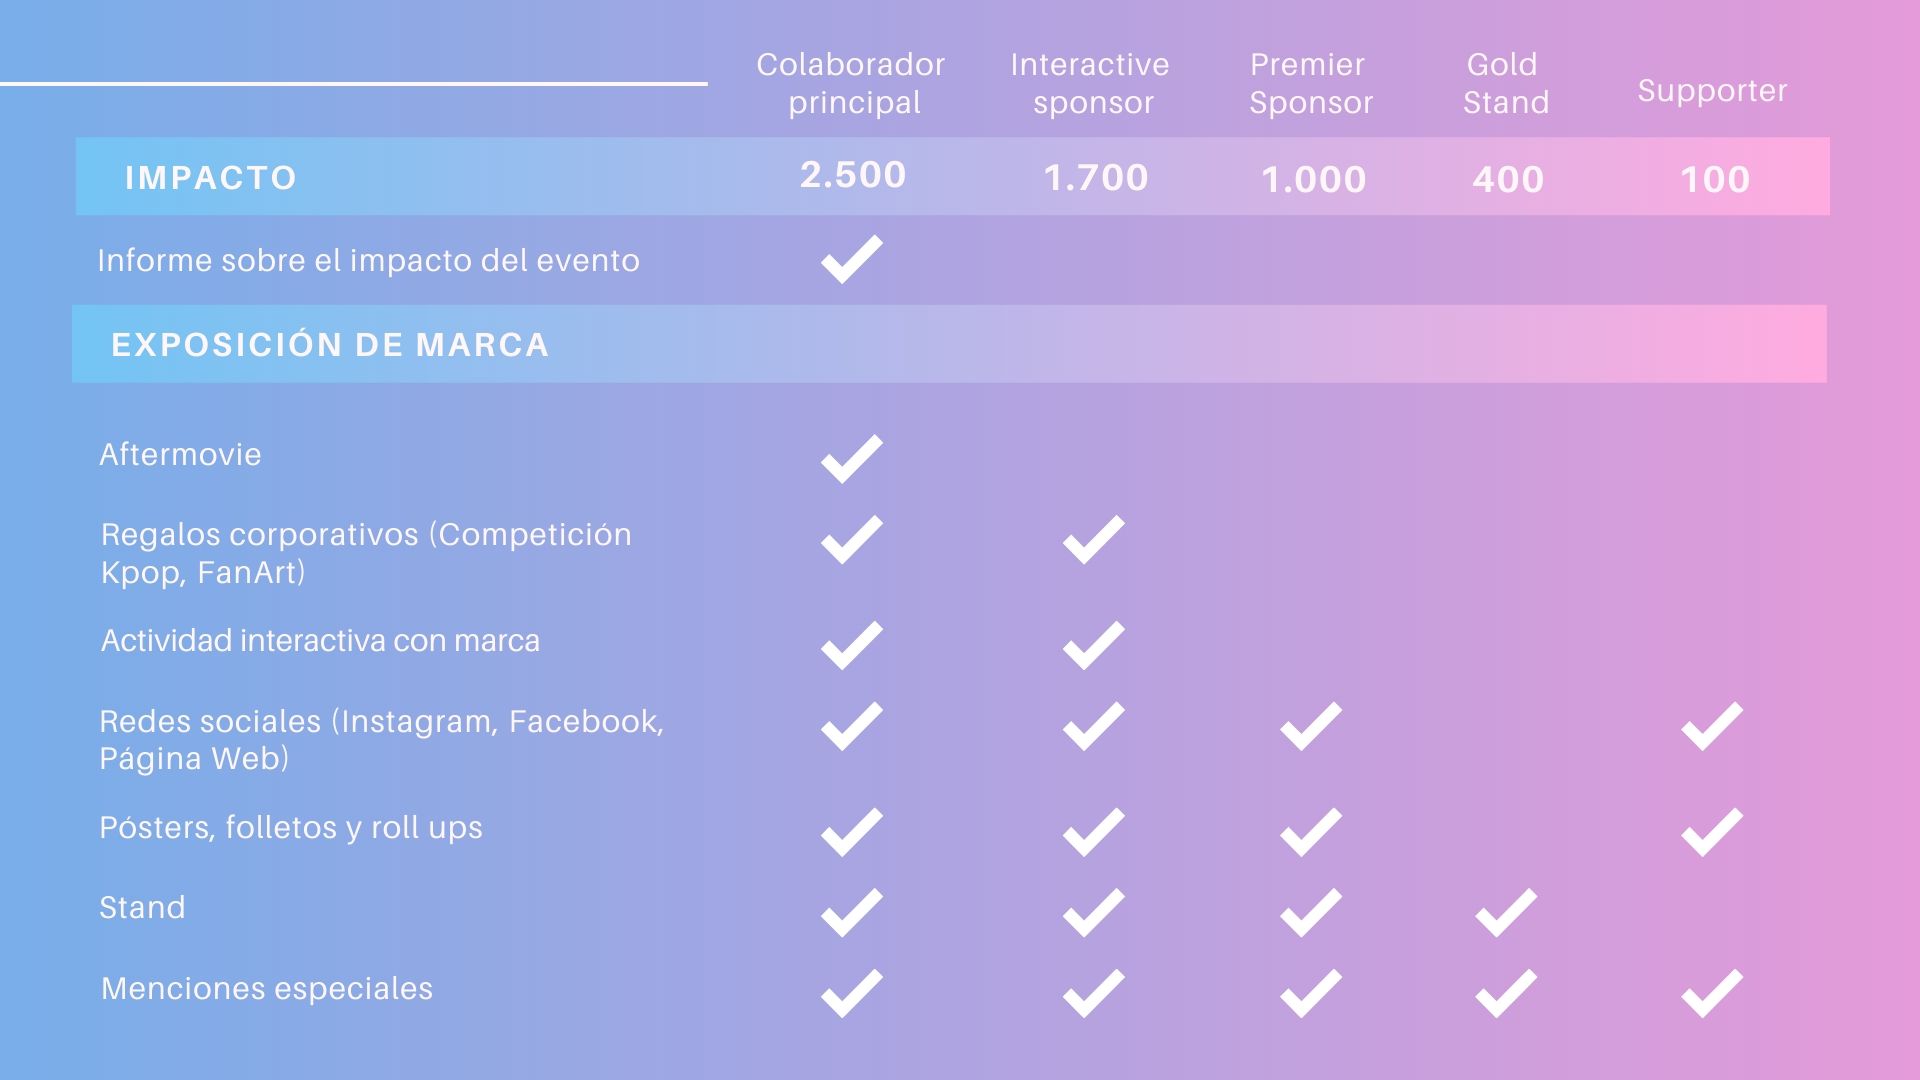 Colaborador principal
Interactive sponsor
Premier Sponsor
Gold Stand
Supporter
IMPACTO 2.500 1.700 1.000 400 100
Informe sobre el impacto del evento
EXPOSICIÓN DE MARCA
Aftermovie
Regalos corporativos (Competición
Kpop, FanArt)
Actividad interactiva con marca
Redes sociales (Instagram, Facebook,
Página Web)
Pósters, folletos y roll ups
Stand
Menciones especiales